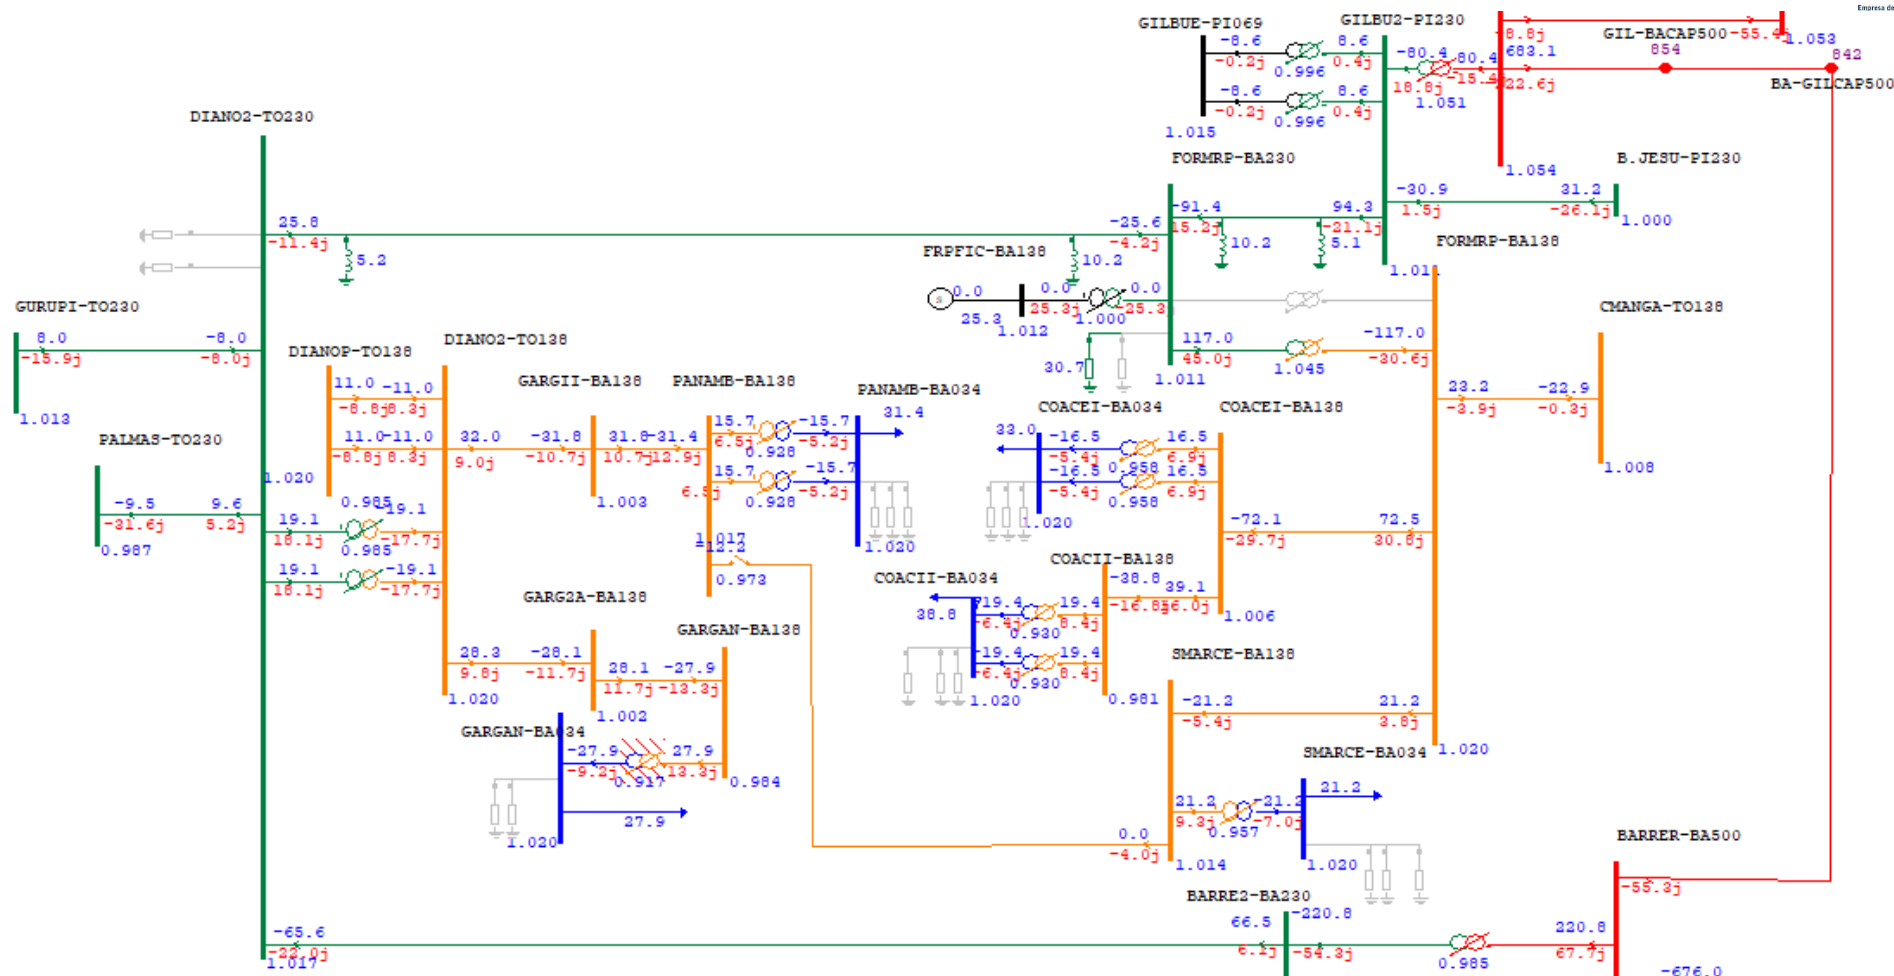 Empresa de
GILBUE-PI069
GILBU2-PI230
-8.8j
-55.4j
1.053
GIL-BACAP500
-8.6
-0.2j
0.996
8.6
0.4j
-80.4
18.8j
80.4
-15.4j
1.051
683.1
-22.6j
854
842
BA-GILCAP500
-8.6
-0.2j
0.996
8.6
0.4j
1.015
DIANO2-TO230
FORMRP-BA230
1.054
B.JESU-PI230
-30.9
1.5j
31.2
-26.1j
1.000
25.8
-11.4j
5.2
-25.6
-4.2j
10.2
-91.4
15.2j
10.2
94.3
-21.1j
5.1
1.011
FORMRP-BA138
FRPFIC-BA138
0.0
25.3
1.012
0.0
25.3j
1.000
0.0
-25.3
GURUPI-TO230
8.0
-15.9j
-8.0
-8.0j
1.013
30.7
117.0
45.0j
1.045
-117.0
-30.6j
1.011
CMANGA-TO138
23.2
-3.9j
-22.9
-0.3j
1.008
DIANOP-TO138
DIANO2-TO138
11.0
-8.8j
-11.0
8.3j
11.0
-8.8j
-11.0
8.3j
1.020
GARGII-BA138
PANAMB-BA138
PANAMB-BA034
32.0
9.0j
-31.8
-10.7j
31.8
10.7j
-31.4
-12.9j
1.003
15.7
6.5j
0.928
-15.7
-5.2j
31.4
15.7
6.5j
0.928
-15.7
-5.2j
1.020
1.017
-12.2
0.973
COACEI-BA034
COACEI-BA138
33.0
-16.5
-5.4j
0.958
16.5
6.9j
-16.5
-5.4j
0.958
16.5
6.9j
1.020
-72.1
-29.7j
72.5
30.8j
PALMAS-TO230
-9.5
-31.6j
9.6
5.2j
0.987
0.985
19.1
18.1j
-19.1
-17.7j
0.985
19.1
18.1j
-19.1
-17.7j
COACII-BA034
COACII-BA138
38.8
-19.4
-6.4j
0.930
19.4
8.4j
-19.4
-6.4j
0.930
19.4
8.4j
1.020
-38.8
-16.8j
39.1
16.0j
1.006
0.981
GARG2A-BA138
GARGAN-BA138
28.3
9.8j
-28.1
-11.7j
28.1
11.7j
-27.9
-13.3j
1.020
1.002
GARGAN-BA034
-27.9
-9.2j
0.917
27.9
13.3j
0.984
27.9
1.020
SMARCE-BA138
-21.2
-5.4j
21.2
3.8j
1.020
SMARCE-BA034
21.2
9.3j
0.957
-21.2
-7.0j
21.2
0.0
-4.0j
1.014
1.020
BARRER-BA500
-55.3j
BARRE2-BA230
-65.6
-22.0j
1.017
66.5
6.1j
-220.8
-54.3j
0.985
220.8
67.7j
-676.0